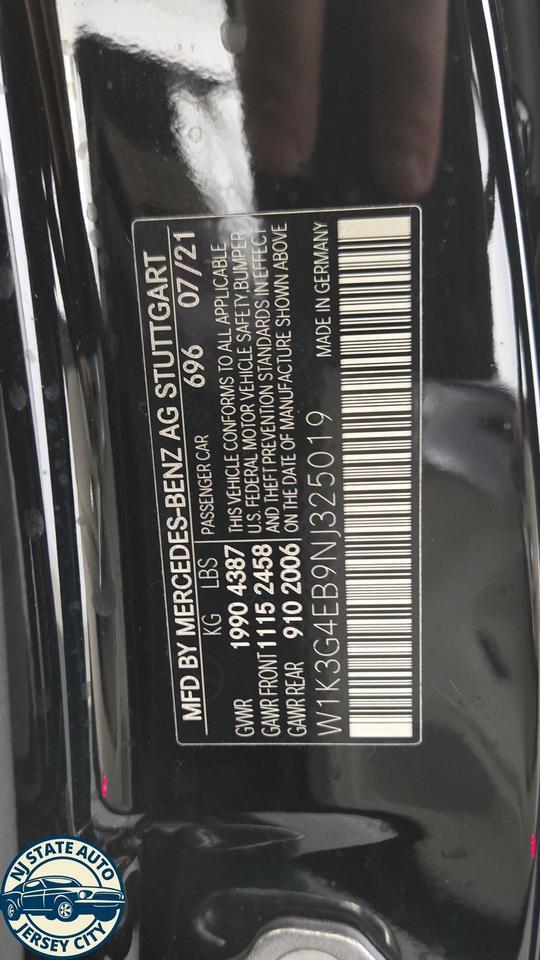 MFD BY MERCEDES-BENZ AG STUTTGART
696 07/21
KG LBS PASSENGER CAR
GVWR 1990 4387
GAWR FRONT 1115 2458
GAWR REAR 910 2006
THIS VEHICLE CONFORMS TO ALL APPLICABLE
U.S. FEDERAL MOTOR VEHICLE SAFETY, BUMPER
AND THEFT PREVENTION STANDARDS IN EFFECT
ON THE DATE OF MANUFACTURE SHOWN ABOVE
W1K3G4EB9NJ325019 MADE IN GERMANY
NJ STATE AUTO
JERSEY CITY